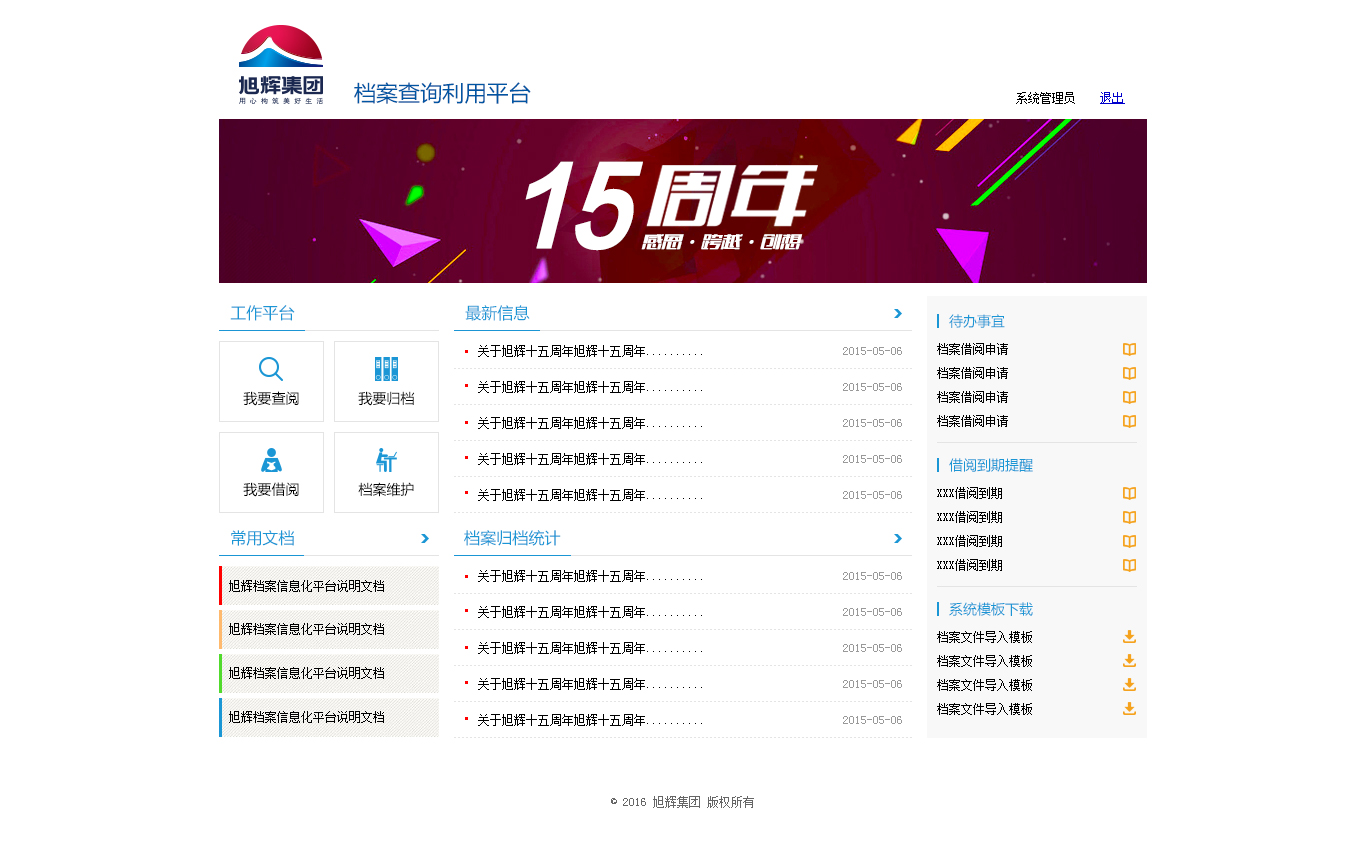 旭辉集团
用心构筑美好生活
档案查询利用平台
系统管理员 退出
15周年
感恩·跨越·创想
工作平台
我要查阅 我要归档
我要借阅 档案维护
常用文档
旭辉档案信息化平台说明文档
旭辉档案信息化平台说明文档
旭辉档案信息化平台说明文档
旭辉档案信息化平台说明文档
最新信息
关于旭辉十五周年旭辉十五周年.......... 2015-05-06
关于旭辉十五周年旭辉十五周年.......... 2015-05-06
关于旭辉十五周年旭辉十五周年.......... 2015-05-06
关于旭辉十五周年旭辉十五周年.......... 2015-05-06
关于旭辉十五周年旭辉十五周年.......... 2015-05-06
档案归档统计
关于旭辉十五周年旭辉十五周年.......... 2015-05-06
关于旭辉十五周年旭辉十五周年.......... 2015-05-06
关于旭辉十五周年旭辉十五周年.......... 2015-05-06
关于旭辉十五周年旭辉十五周年.......... 2015-05-06
关于旭辉十五周年旭辉十五周年.......... 2015-05-06
待办事宜
档案借阅申请
档案借阅申请
档案借阅申请
档案借阅申请
借阅到期提醒
XXX借阅到期
XXX借阅到期
XXX借阅到期
XXX借阅到期
系统模板下载
档案文件导入模板
档案文件导入模板
档案文件导入模板
档案文件导入模板
© 2016 旭辉集团 版权所有